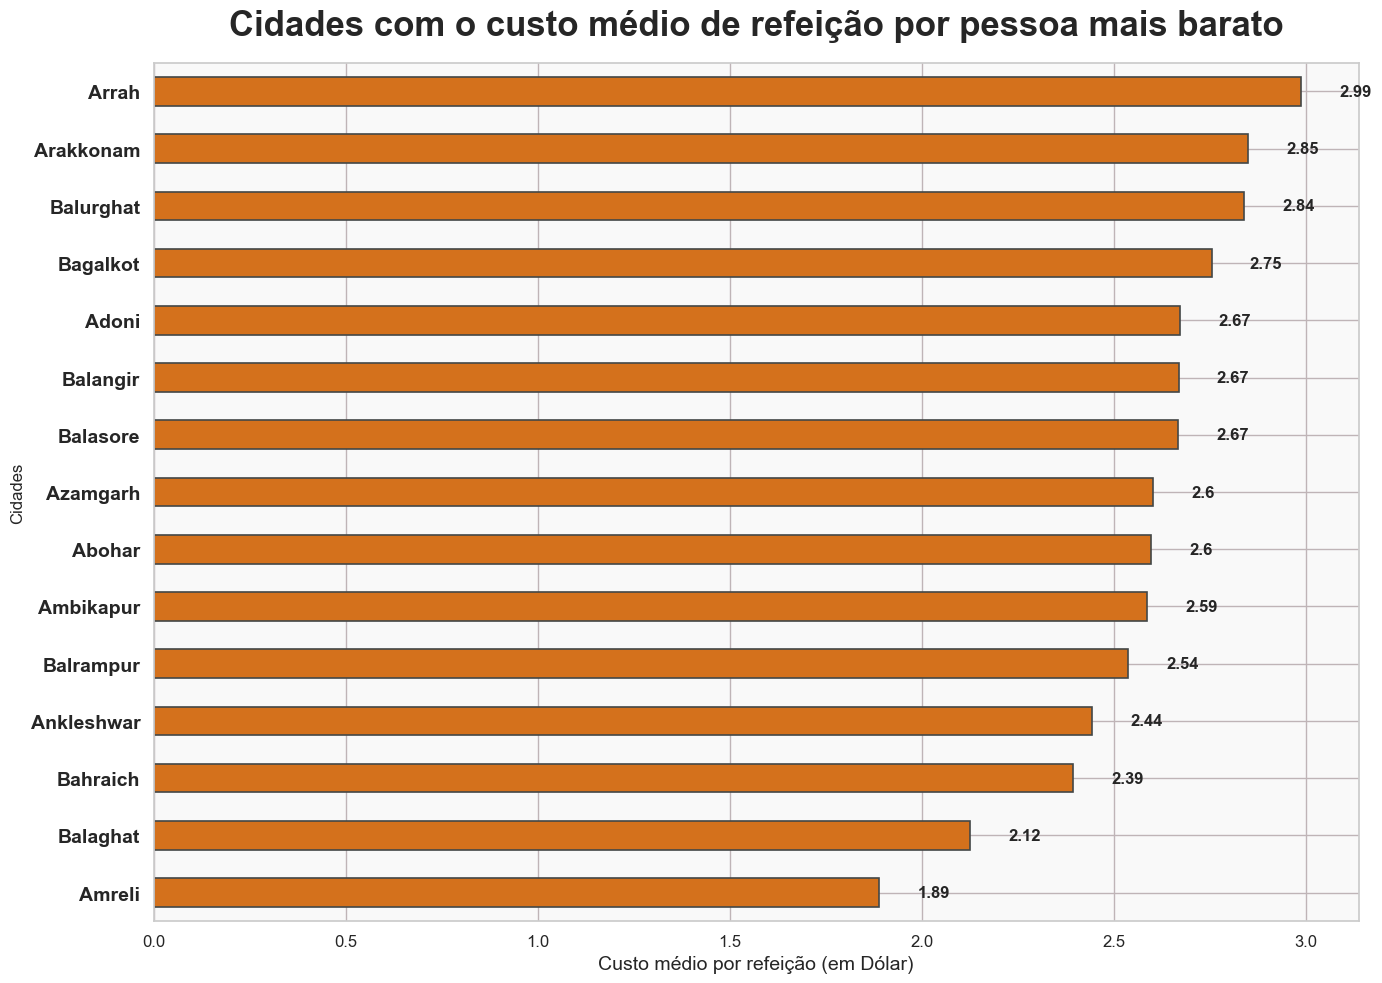 Cidades com o custo médio de refeição por pessoa mais barato
Arrah 2.99
Arakkonam 2.85
Balurghat 2.84
Bagalkot 2.75
Adoni 2.67
Balangir 2.67
Balasore 2.67
Azamgarh 2.6
Abohar 2.6
Ambikapur 2.59
Balrampur 2.54
Ankleshwar 2.44
Bahraich 2.39
Balaghat 2.12
Amreli 1.89
Cidades
0.0 0.5 1.0 1.5 2.0 2.5 3.0
Custo médio por refeição (em Dólar)